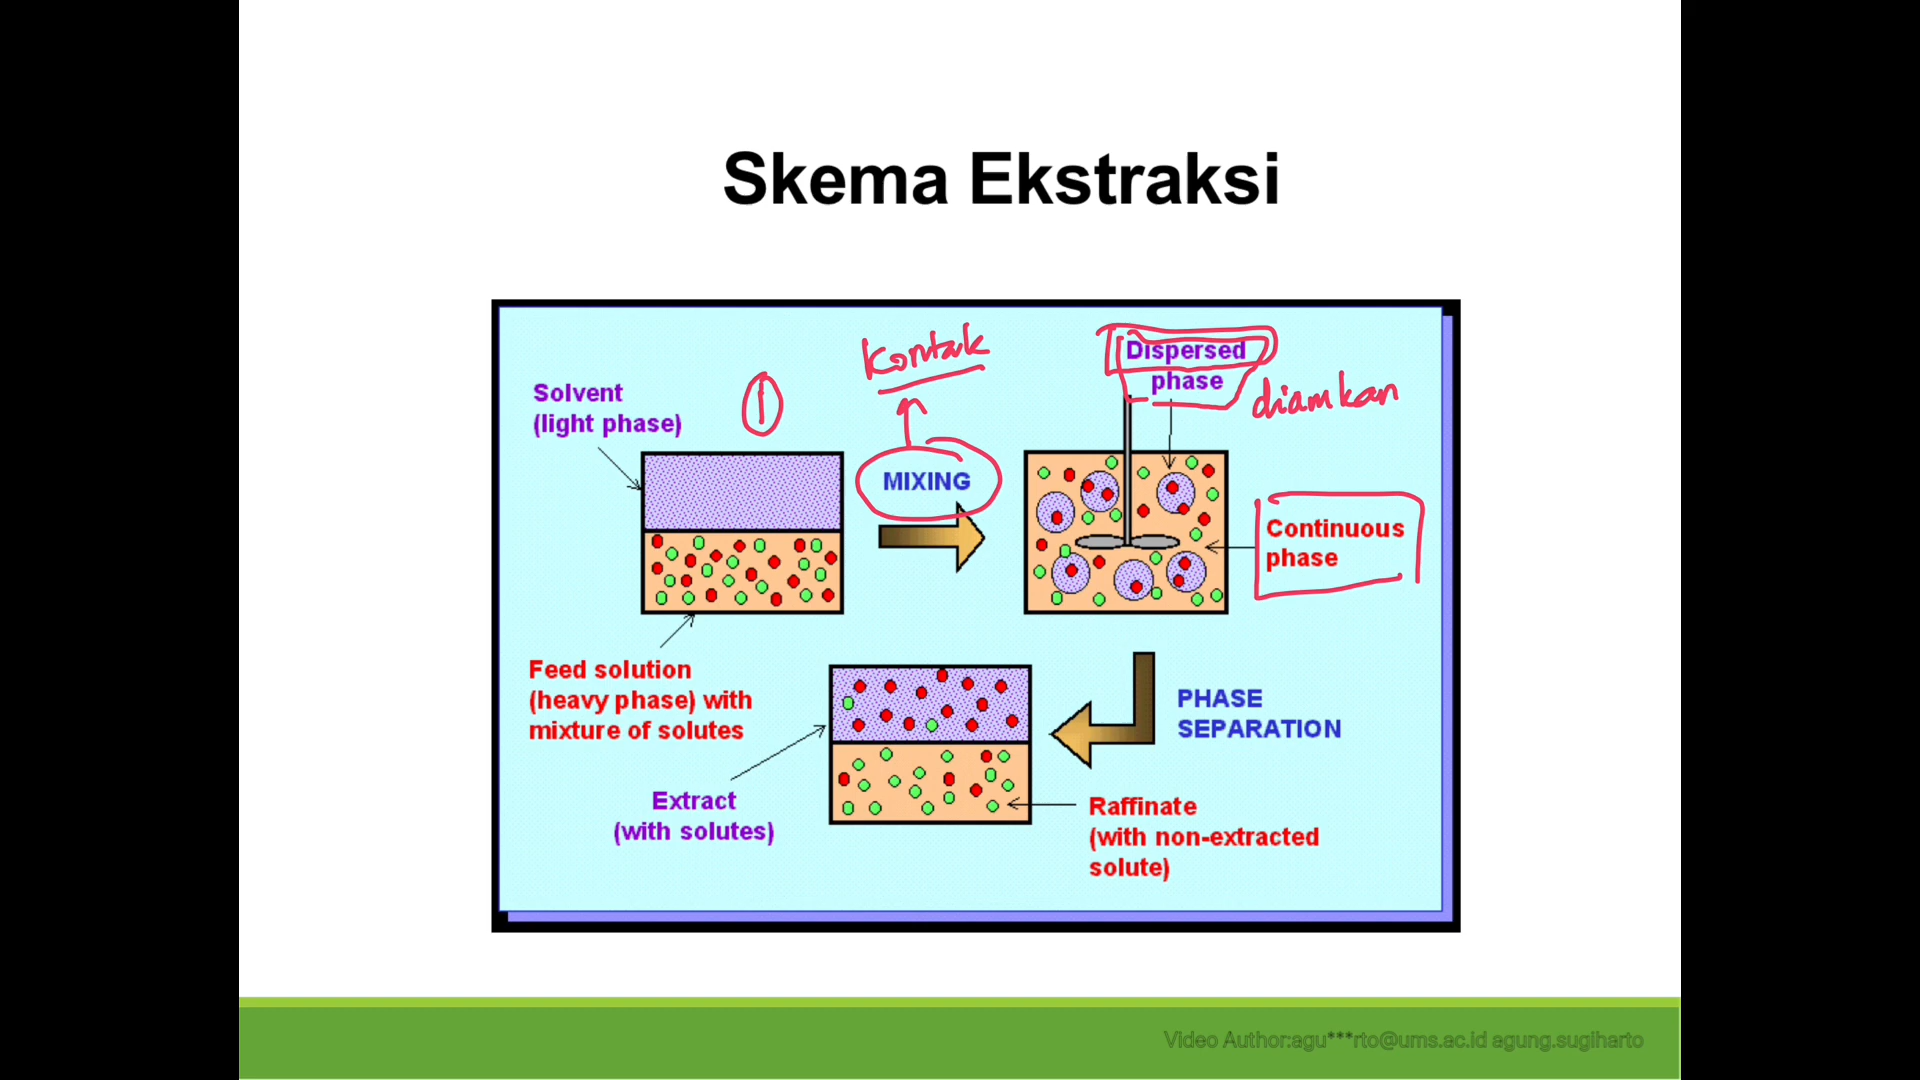 Skema Ekstraksi
Kontak
Dispersed
phase
Solvent
(light phase)
1
diamkan
MIXING
Continuous
phase
Feed solution
(heavy phase) with
mixture of solutes
PHASE
SEPARATION
Extract
(with solutes)
Raffinate
(with non-extracted
solute)
Video Author:agu***rto@ums.ac.id agung.sugiharto